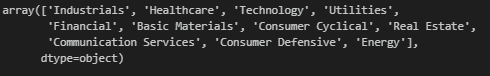 array(['Industrials', 'Healthcare', 'Technology', 'Utilities',
'Financial', 'Basic Materials', 'Consumer Cyclical', 'Real Estate',
'Communication Services', 'Consumer Defensive', 'Energy'],
dtype=object)